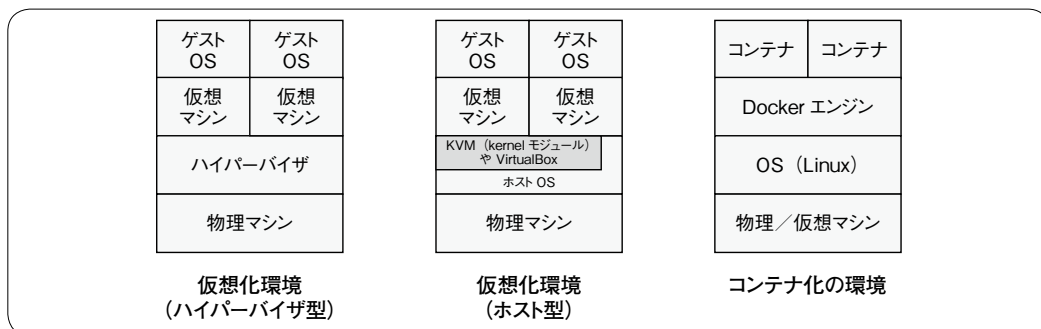 ゲスト
OS
ゲスト
OS
仮想
マシン
仮想
マシン
ハイパーバイザ
物理マシン
仮想化環境
(ハイパーバイザ型)
ゲスト
OS
ゲスト
OS
仮想
マシン
仮想
マシン
KVM(kernel モジュール)
や VirtualBox
ホスト OS
物理マシン
仮想化環境
(ホスト型)
コンテナ
コンテナ
Docker エンジン
OS(Linux)
物理/仮想マシン
コンテナ化の環境